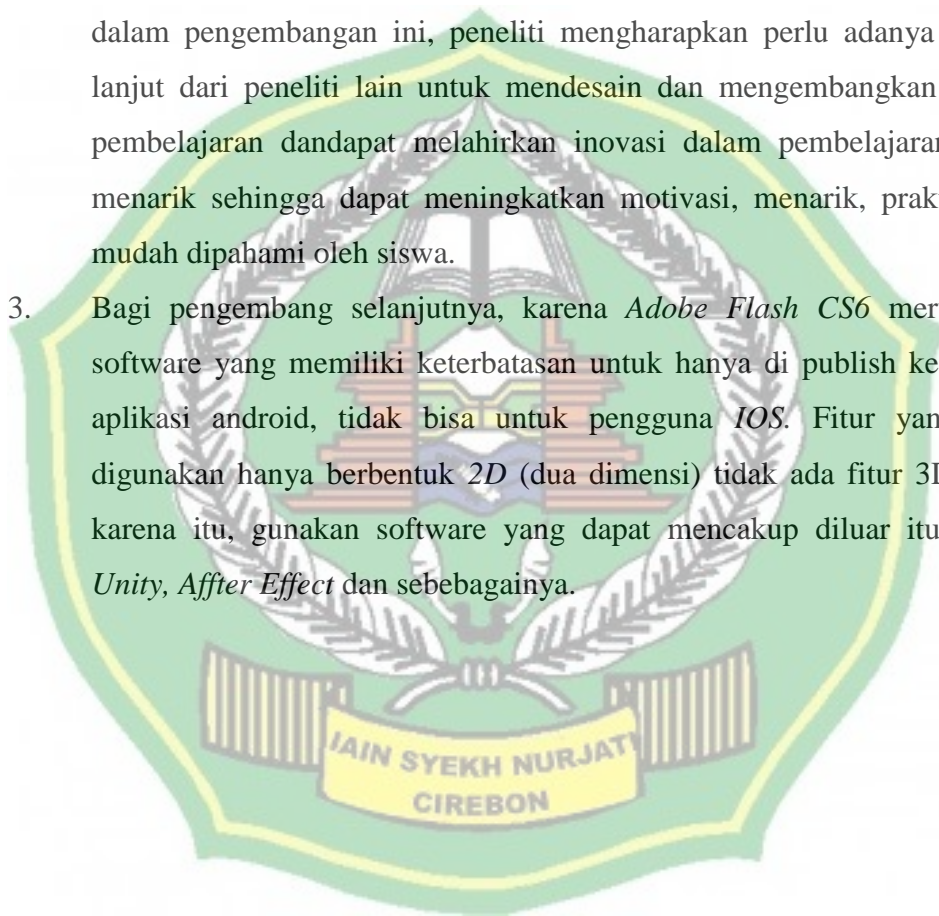 dalam pengembangan ini, peneliti mengharapkan perlu adanya
lanjut dari peneliti lain untuk mendesain dan mengembangkan
pembelajaran dandapat melahirkan inovasi dalam pembelajaran
menarik sehingga dapat meningkatkan motivasi, menarik, prak
mudah dipahami oleh siswa.
3. Bagi pengembang selanjutnya, karena Adobe Flash CS6 mer
software yang memiliki keterbatasan untuk hanya di publish ke
aplikasi android, tidak bisa untuk pengguna IOS. Fitur yan
digunakan hanya berbentuk 2D (dua dimensi) tidak ada fitur 3D
karena itu, gunakan software yang dapat mencakup diluar itu
Unity, Affter Effect dan sebebagainya.
IAIN SYEKH NURJATI
CIREBON